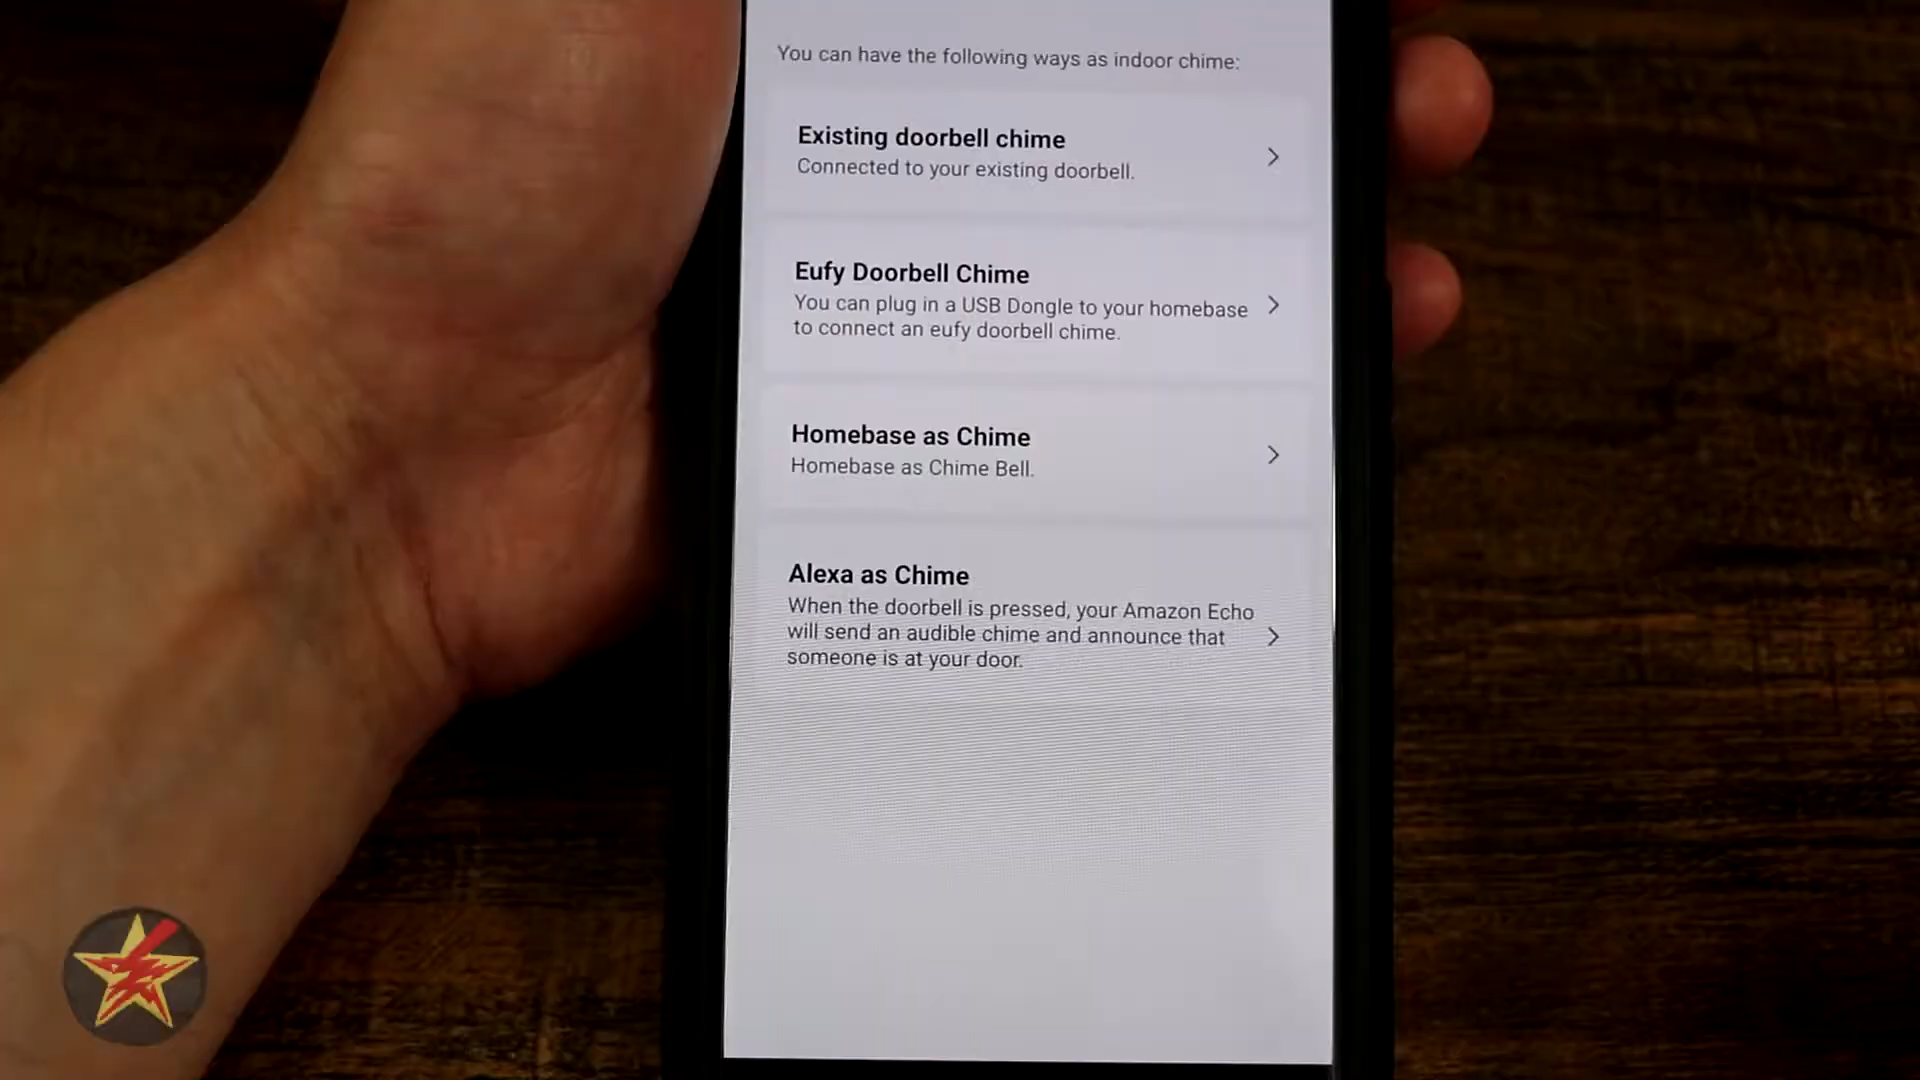 You can have the following ways as indoor chime:
Existing doorbell chime
Connected to your existing doorbell.
Eufy Doorbell Chime
You can plug in a USB Dongle to your homebase
to connect an eufy doorbell chime.
Homebase as Chime
Homebase as Chime Bell.
Alexa as Chime
When the doorbell is pressed, your Amazon Echo
will send an audible chime and announce that
someone is at your door.